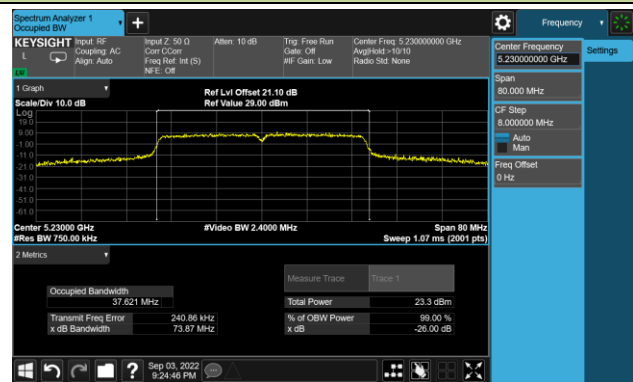 Spectrum Analyzer 1
Occupied BW
Frequency
KEYSIGHT
L
Input: RF
Coupling: AC
Align: Auto
Input Z: 50 Ω
Corr CCorr
Freq Ref: Int (S)
NFE: Off
Atten: 10 dB
Trig: Free Run
Gate: Off
#IF Gain: Low
Center Freq: 5.230000000 GHz
Avg|Hold:>10/10
Radio Std: None
Center Frequency
5.230000000 GHz
Settings
Span
80.000 MHz
CF Step
8.000000 MHz
Auto
Man
Freq Offset
0 Hz
1 Graph
Scale/Div 10.0 dB
Ref Lvl Offset 21.10 dB
Ref Value 29.00 dBm
Log
19.0
9.00
-1.00
-11.0
-21.0
-31.0
-41.0
-51.0
-61.0
Center 5.23000 GHz
#Video BW 2.4000 MHz
Span 80 MHz
#Res BW 750.00 kHz
Sweep 1.07 ms (2001 pts)
2 Metrics
Measure Trace
Trace 1
Occupied Bandwidth
37.621 MHz
Total Power
23.3 dBm
Transmit Freq Error
240.86 kHz
% of OBW Power
99.00 %
x dB Bandwidth
73.87 MHz
x dB
-26.00 dB
?
Sep 03, 2022
9:24:46 PM